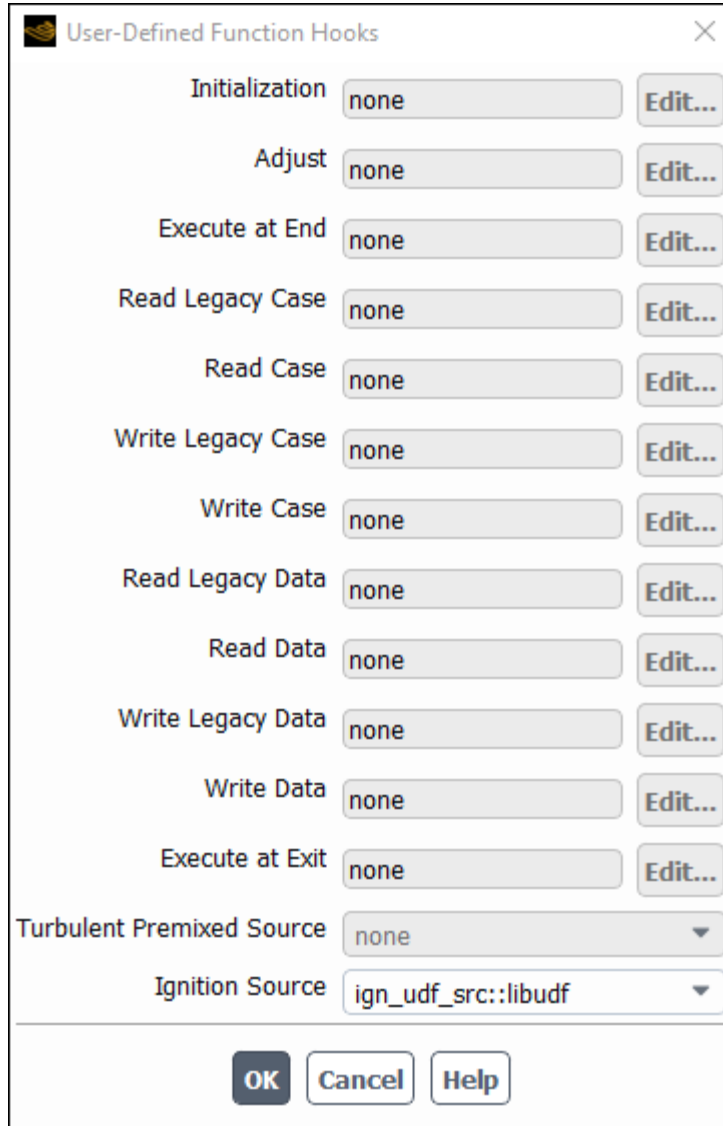 User-Defined Function Hooks
Initialization none Edit...
Adjust none Edit...
Execute at End none Edit...
Read Legacy Case none Edit...
Read Case none Edit...
Write Legacy Case none Edit...
Write Case none Edit...
Read Legacy Data none Edit...
Read Data none Edit...
Write Legacy Data none Edit...
Write Data none Edit...
Execute at Exit none Edit...
Turbulent Premixed Source none
Ignition Source ign_udf_src::libudf
OK Cancel Help